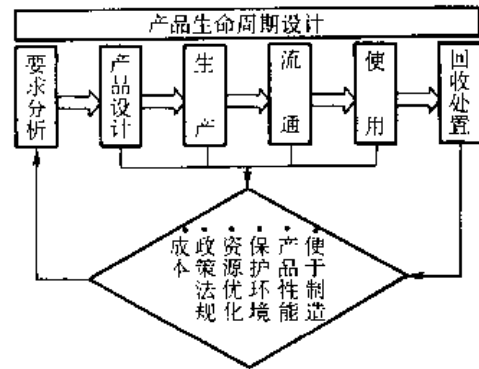 产品生命周期设计
要求分析
产品设计
生产
流通
使用
回收处置
•便于制造
•产品性能
•保护环境
•资源优化
•政策法规
•成本